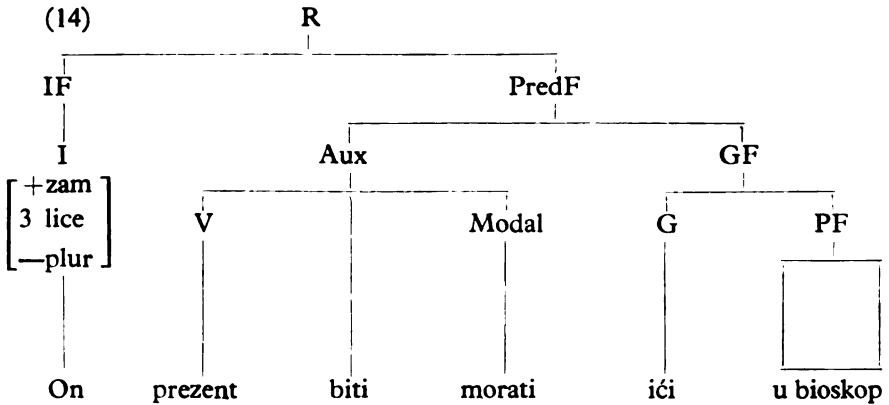 (14) R
IF PredF
I Aux GF
+zam
3 lice V Modal G PF
—plur
On prezent biti morati ići u bioskop